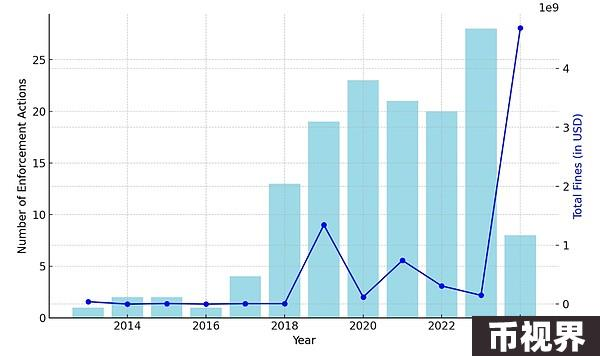 1e9
Number of Enforcement Actions
25
20
15
10
5
0
4
3
2
1
0
Total Fines (in USD)
2014 2016 2018 2020 2022
Year
币视界